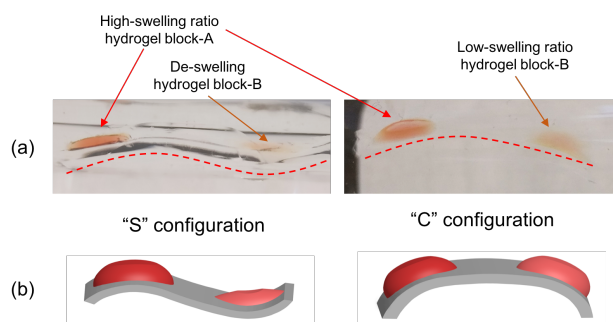 High-swelling ratio
hydrogel block-A
De-swelling
hydrogel block-B
Low-swelling ratio
hydrogel block-B
(a)
“S” configuration
“C” configuration
(b)